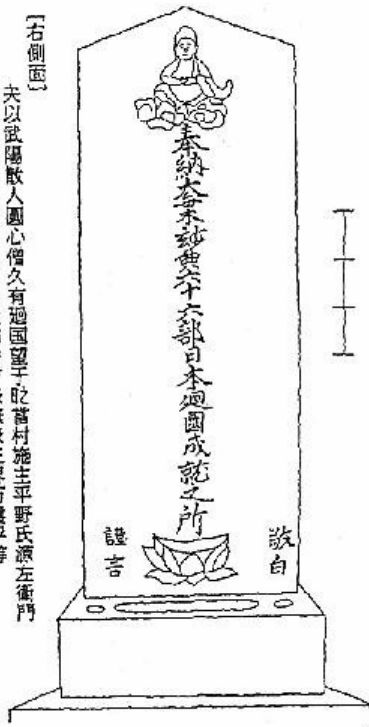 敬白
奉納大乗妙典六十六部日本廻國成就之所
謹言
〔右側面〕
夫以武陽散人圓心僧久有廻国望于時當村施主平野氏源左衛門